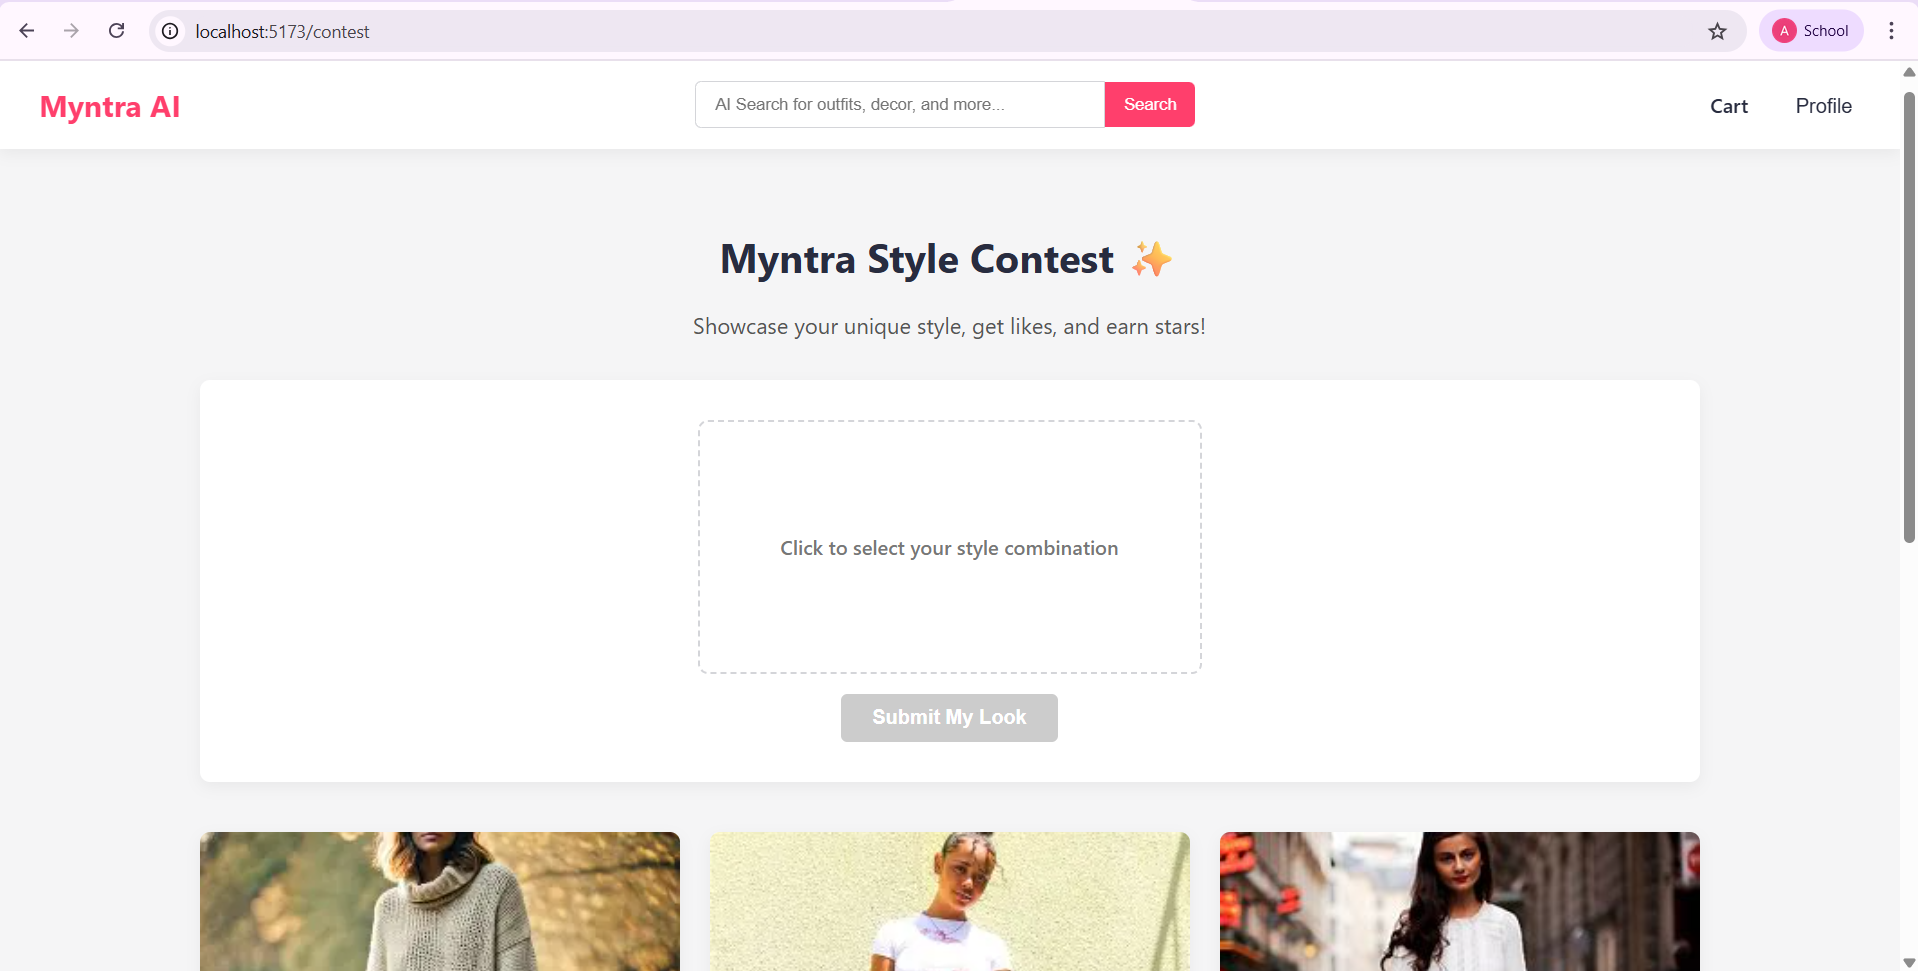 localhost:5173/contest
A School
Myntra AI
AI Search for outfits, decor, and more...
Search
Cart
Profile
Myntra Style Contest ✨
Showcase your unique style, get likes, and earn stars!
Click to select your style combination
Submit My Look